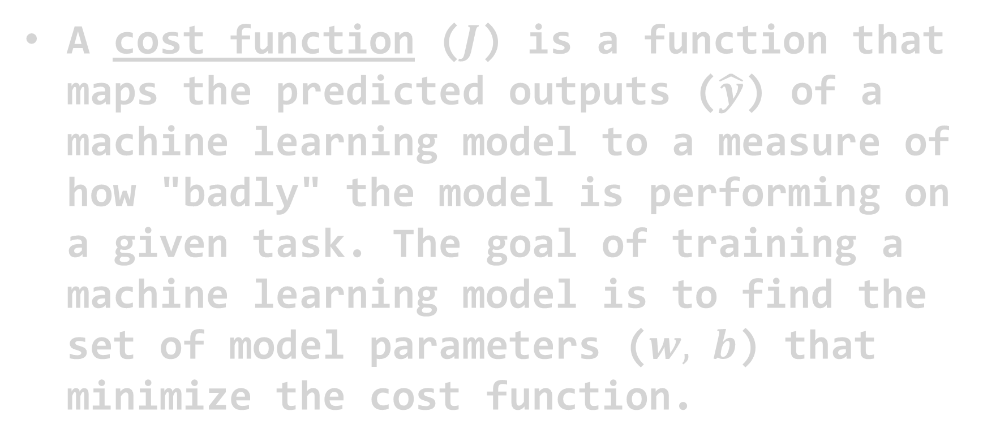 • A cost function (J) is a function that
maps the predicted outputs (ŷ) of a
machine learning model to a measure of
how "badly" the model is performing on
a given task. The goal of training a
machine learning model is to find the
set of model parameters (w, b) that
minimize the cost function.